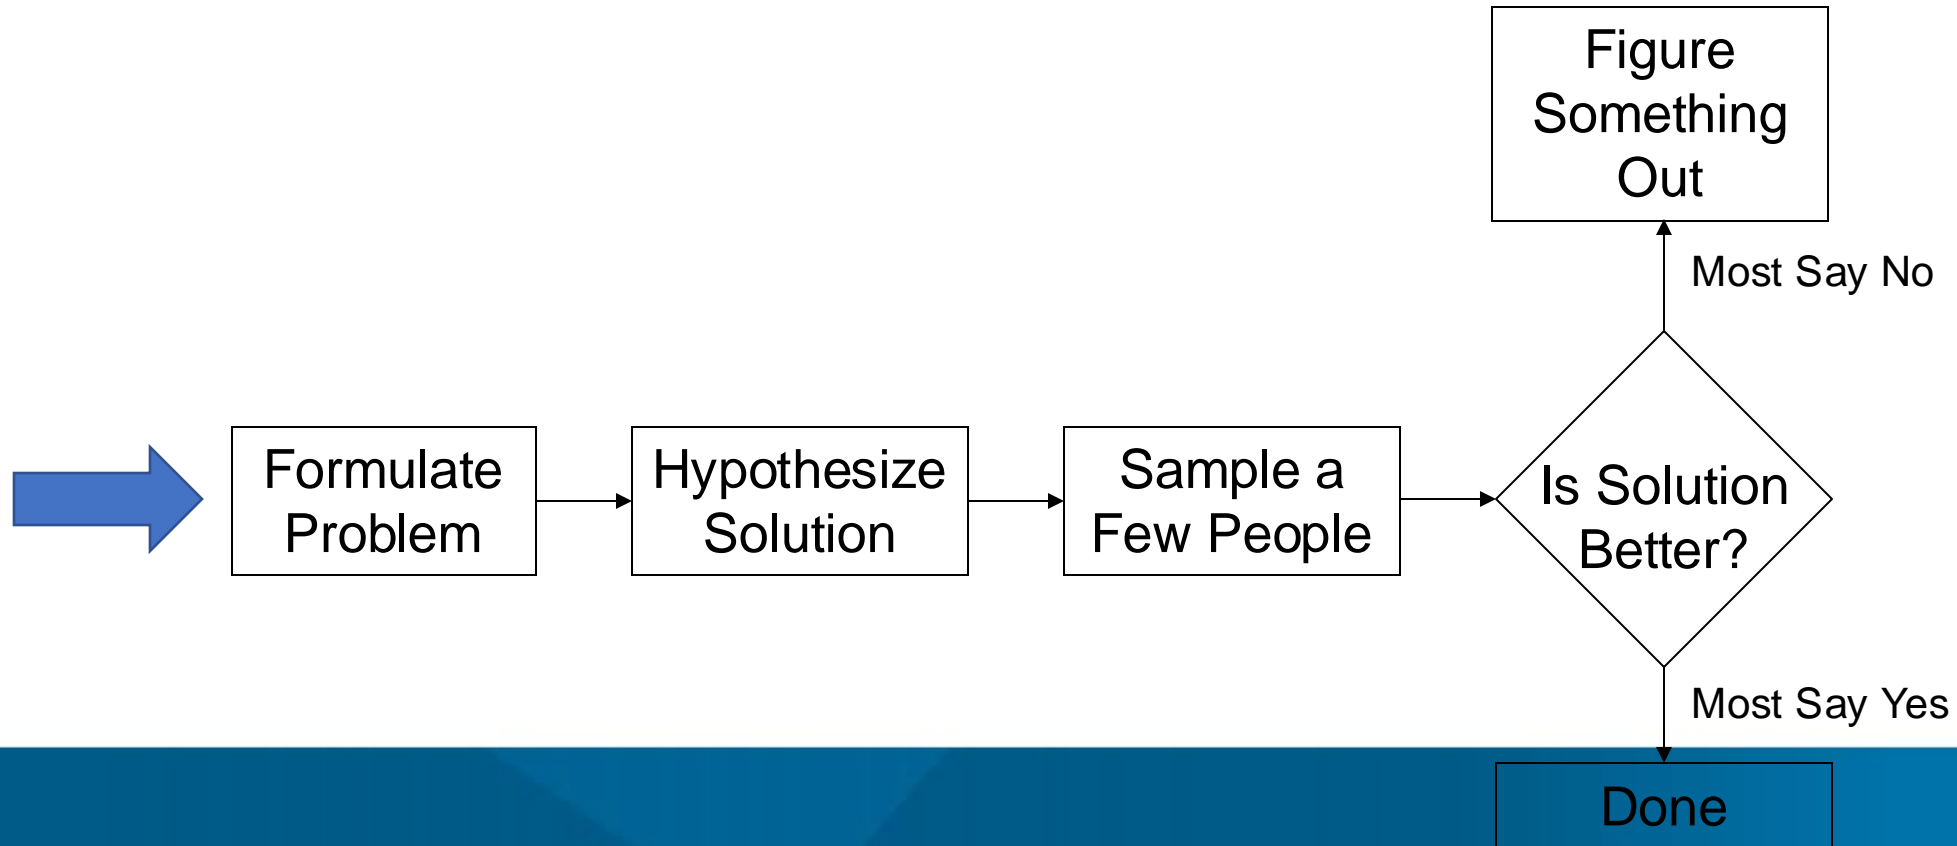 Figure
Something
Out
Most Say No
Formulate
Problem
Hypothesize
Solution
Sample a
Few People
Is Solution
Better?
Most Say Yes
Done